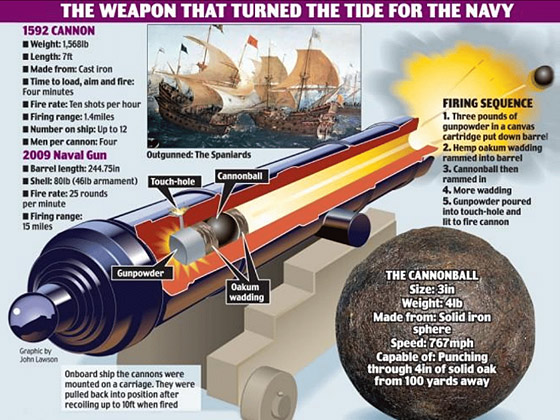 THE WEAPON THAT TURNED THE TIDE FOR THE NAVY
1592 CANNON
■ Weight: 1,568lb
■ Length: 7ft
■ Made from: Cast iron
■ Time to load, aim and fire:
Four minutes
■ Fire rate: Ten shots per hour
■ Firing range: 1.4miles
■ Number on ship: Up to 12
■ Men per cannon: Four
2009 Naval Gun
■ Barrel length: 244.75in
■ Shell: 80lb (46lb armament)
■ Fire rate: 25 rounds
per minute
■ Firing range:
15 miles
Outgunned: The Spaniards
FIRING SEQUENCE
1. Three pounds of
gunpowder in a canvas
cartridge put down barrel
2. Hemp oakum wadding
rammed into barrel
3. Cannonball then
rammed in
4. More wadding
5. Gunpowder poured
into touch-hole and
lit to fire cannon
Touch-hole
Cannonball
Gunpowder
Oakum
wadding
THE CANNONBALL
Size: 3in
Weight: 4lb
Made from: Solid iron
sphere
Speed: 767mph
Capable of: Punching
through 4in of solid oak
from 100 yards away
Graphic by
John Lawson
Onboard ship the cannons were
mounted on a carriage. They were
pulled back into position after
recoiling up to 10ft when fired